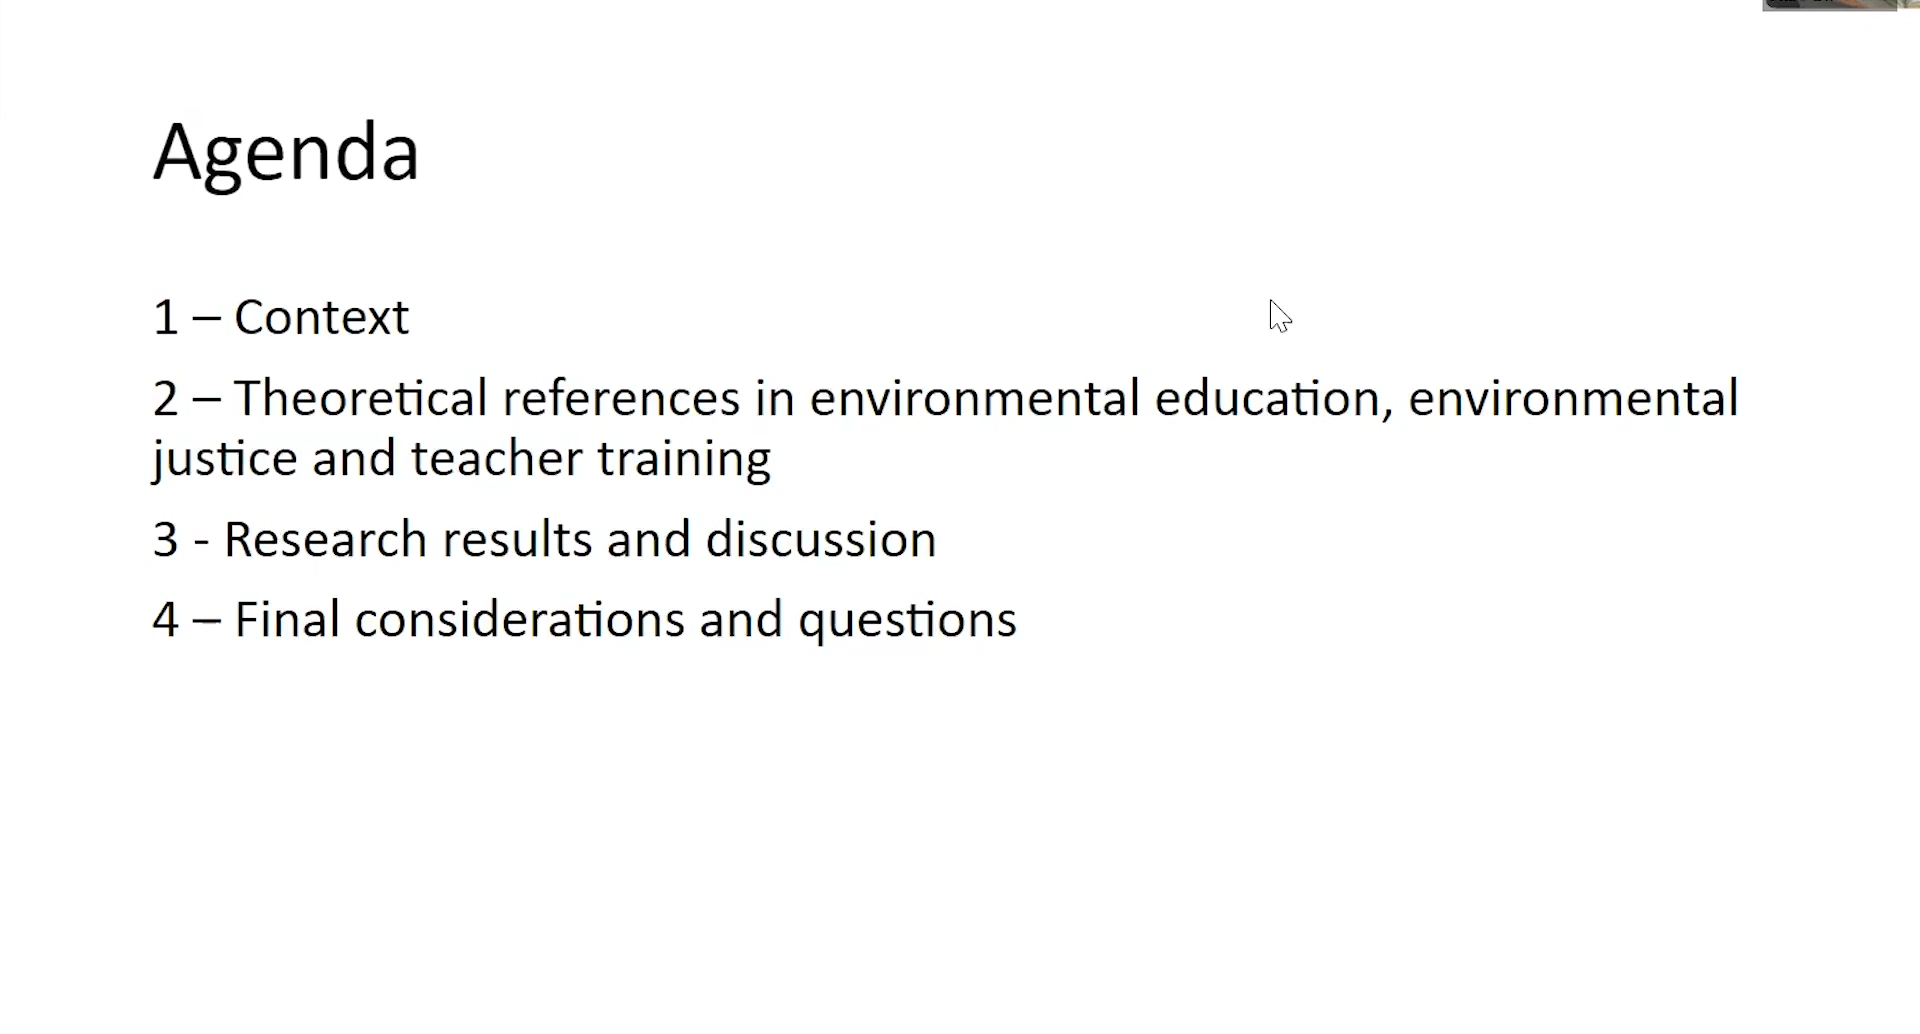 Agenda
1 – Context
2 – Theoretical references in environmental education, environmental
justice and teacher training
3 - Research results and discussion
4 – Final considerations and questions